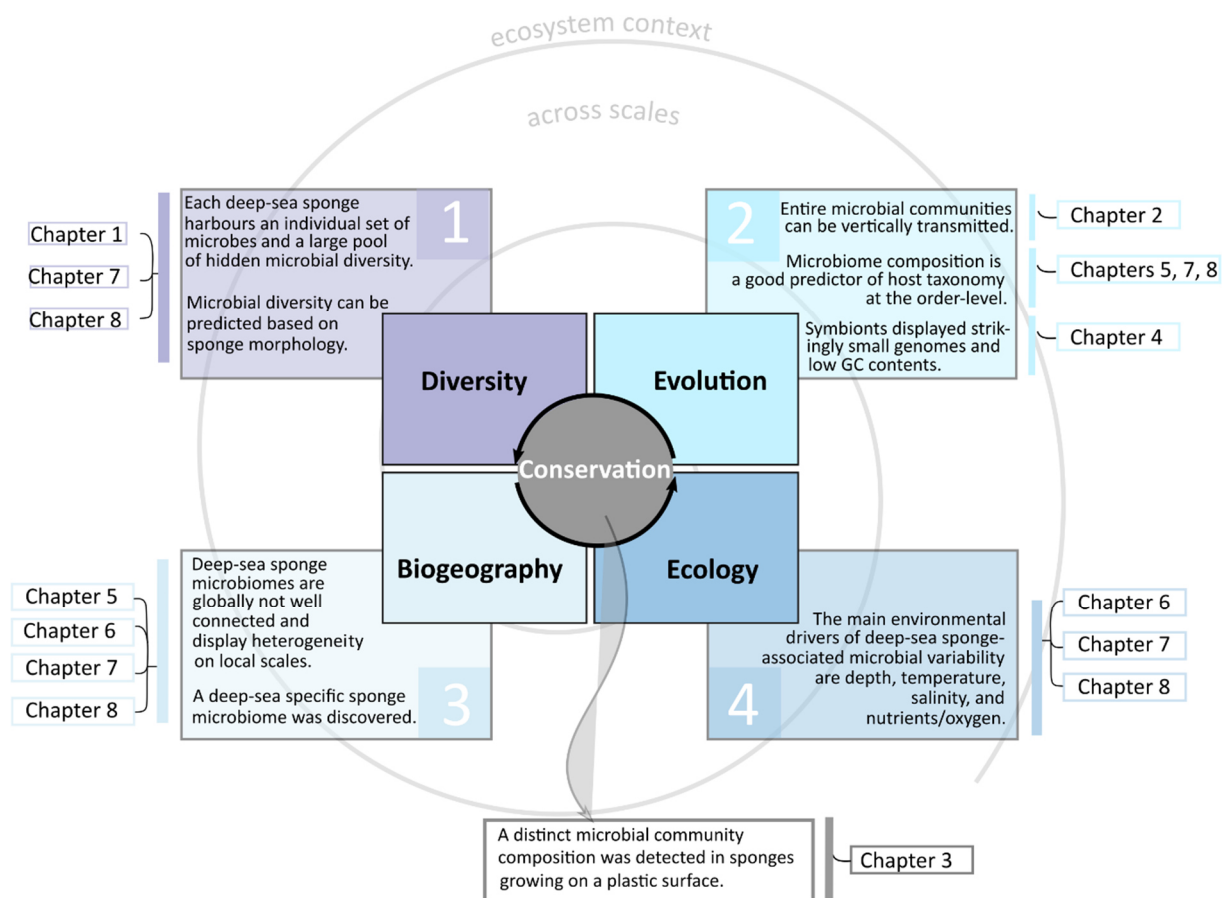 ecosystem context
across scales
Each deep-sea sponge
harbours an individual set of
microbes and a large pool
of hidden microbial diversity.
Microbial diversity can be
predicted based on
sponge morphology.
1
Chapter 1
Chapter 7
Chapter 8
2
Entire microbial communities
can be vertically transmitted.
Microbiome composition is
a good predictor of host taxonomy
at the order-level.
Symbionts displayed strik-
ingly small genomes and
low GC contents.
Chapter 2
Chapters 5, 7, 8
Chapter 4
Diversity
Evolution
Conservation
Biogeography
Ecology
Deep-sea sponge
microbiomes are
globally not well
connected and
display heterogeneity
on local scales.
A deep-sea specific sponge
microbiome was discovered.
3
Chapter 5
Chapter 6
Chapter 7
Chapter 8
The main environmental
drivers of deep-sea sponge-
associated microbial variability
are depth, temperature,
salinity, and
nutrients/oxygen.
4
Chapter 6
Chapter 7
Chapter 8
A distinct microbial community
composition was detected in sponges
growing on a plastic surface.
Chapter 3